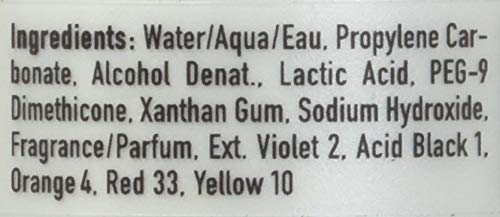 Ingredients: Water/Aqua/Eau, Propylene Car-
bonate, Alcohol Denat., Lactic Acid, PEG-9
Dimethicone, Xanthan Gum, Sodium Hydroxide,
Fragrance/Parfum, Ext. Violet 2, Acid Black 1,
Orange 4, Red 33, Yellow 10